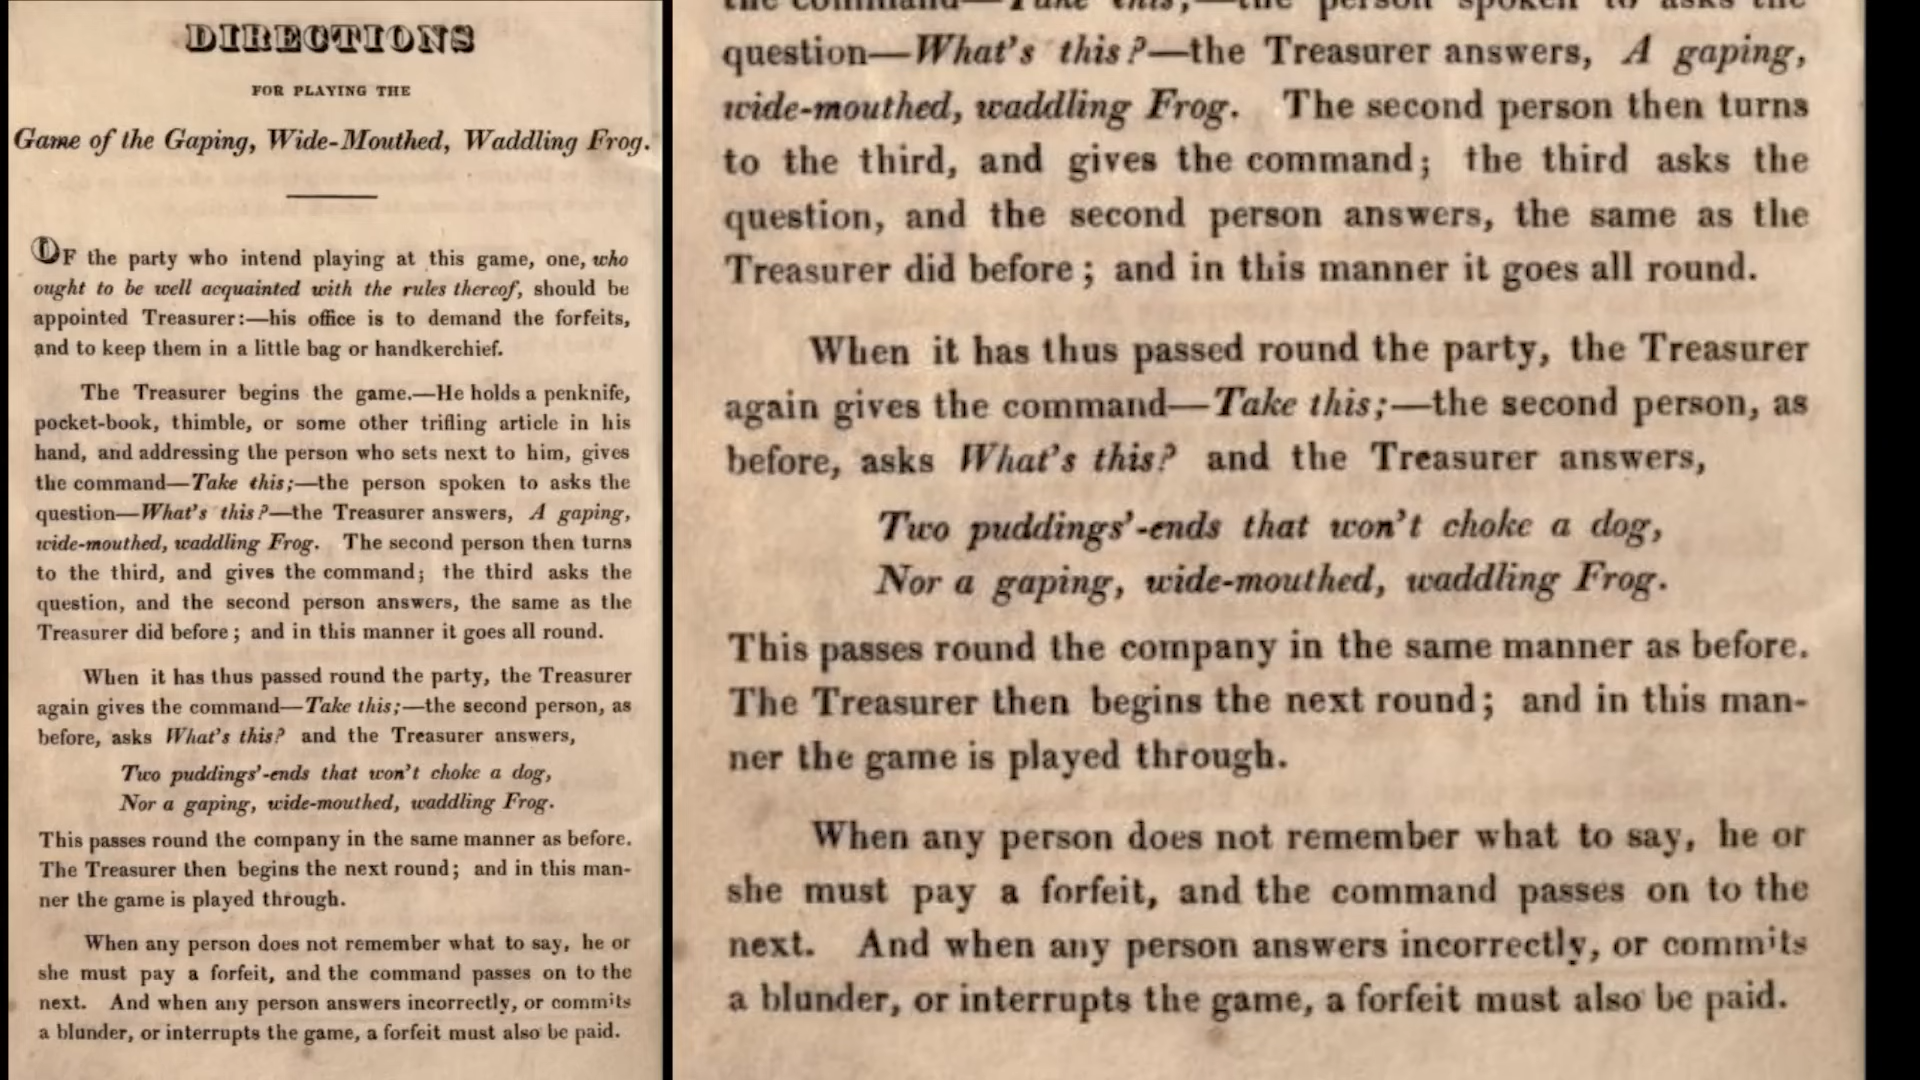 DIRECTIONS
FOR PLAYING THE
Game of the Gaping, Wide-Mouthed, Waddling Frog.
OF the party who intend playing at this game, one, who
ought to be well acquainted with the rules thereof, should be
appointed Treasurer:—his office is to demand the forfeits,
and to keep them in a little bag or handkerchief.
The Treasurer begins the game.—He holds a penknife,
pocket-book, thimble, or some other trifling article in his
hand, and addressing the person who sets next to him, gives
the command—Take this;—the person spoken to asks the
question—What's this?—the Treasurer answers, A gaping,
wide-mouthed, waddling Frog. The second person then turns
to the third, and gives the command; the third asks the
question, and the second person answers, the same as the
Treasurer did before; and in this manner it goes all round.
When it has thus passed round the party, the Treasurer
again gives the command—Take this;—the second person, as
before, asks What's this? and the Treasurer answers,
Two puddings'-ends that won't choke a dog,
Nor a gaping, wide-mouthed, waddling Frog.
This passes round the company in the same manner as before.
The Treasurer then begins the next round; and in this man-
ner the game is played through.
When any person does not remember what to say, he or
she must pay a forfeit, and the command passes on to the
next. And when any person answers incorrectly, or commits
a blunder, or interrupts the game, a forfeit must also be paid.
the command—Take this;—the person spoken to asks the
question—What's this?—the Treasurer answers, A gaping,
wide-mouthed, waddling Frog. The second person then turns
to the third, and gives the command; the third asks the
question, and the second person answers, the same as the
Treasurer did before; and in this manner it goes all round.
When it has thus passed round the party, the Treasurer
again gives the command—Take this;—the second person, as
before, asks What's this? and the Treasurer answers,
Two puddings'-ends that won't choke a dog,
Nor a gaping, wide-mouthed, waddling Frog.
This passes round the company in the same manner as before.
The Treasurer then begins the next round; and in this man-
ner the game is played through.
When any person does not remember what to say, he or
she must pay a forfeit, and the command passes on to the
next. And when any person answers incorrectly, or commits
a blunder, or interrupts the game, a forfeit must also be paid.